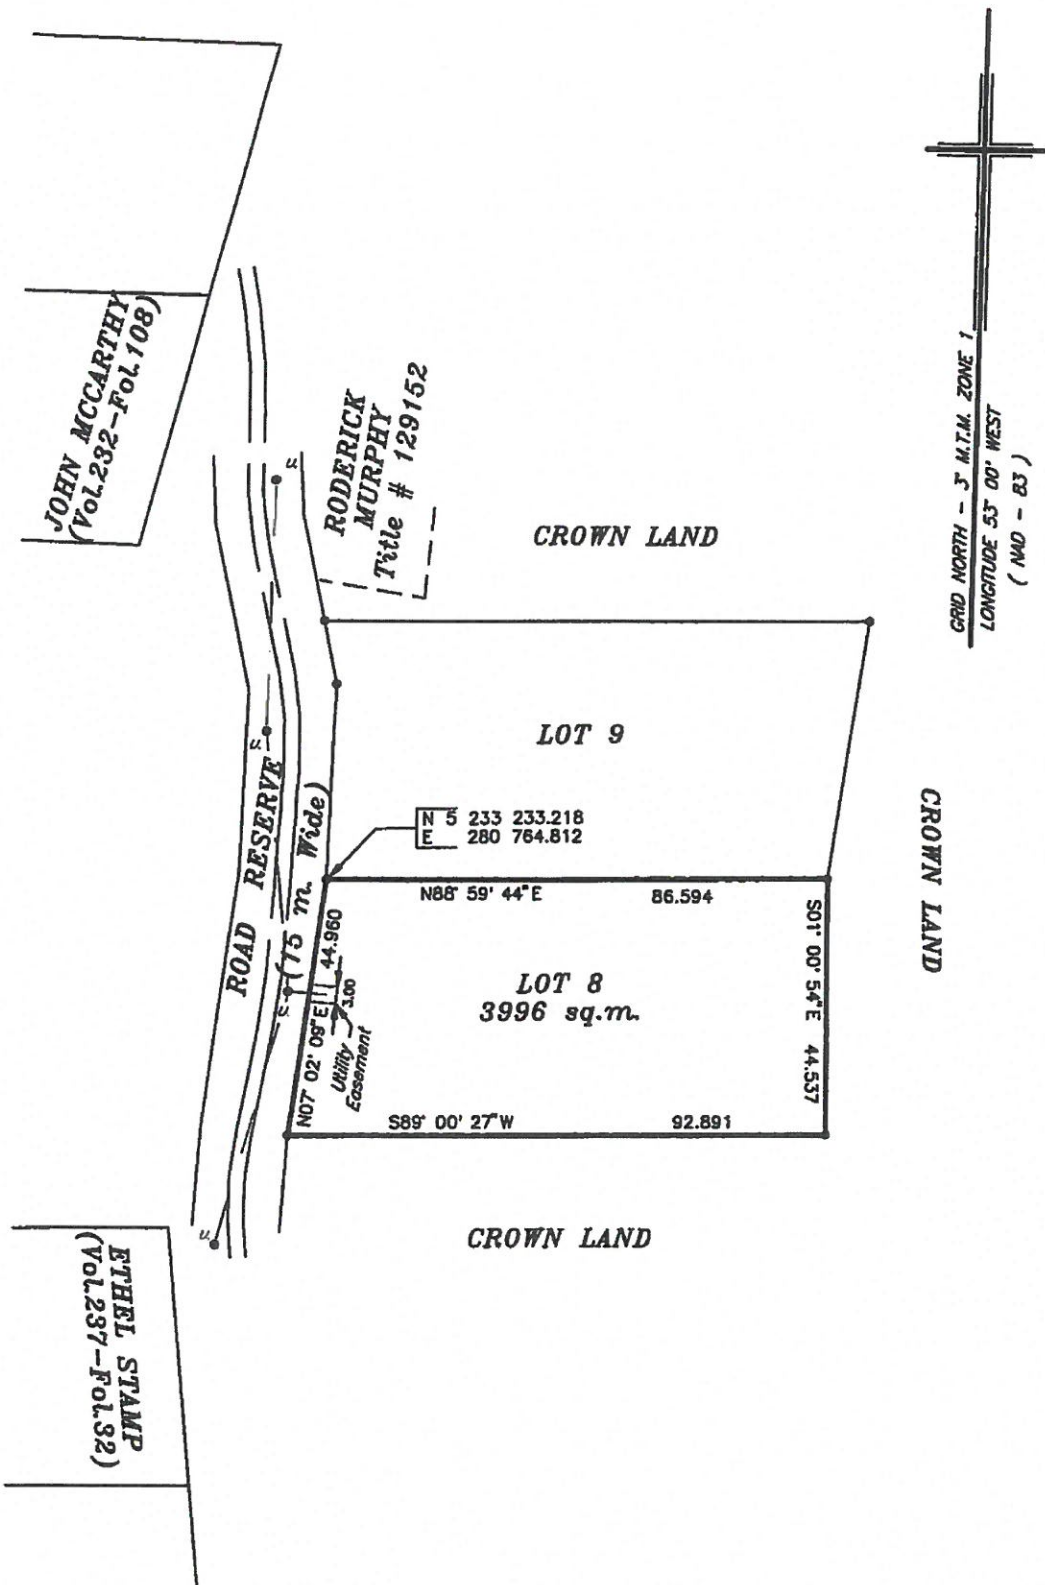 GRID NORTH - 3° M.T.M. ZONE 1
LONGITUDE 53° 00' WEST
( NAD - 83 )
JOHN MCCARTHY
(Vol.232-Fol.108)
RODERICK
MURPHY
Title # 129152
CROWN LAND
u
LOT 9
u
ROAD RESERVE
(15 m. Wide)
N 5 233 233.218
E 280 764.812
CROWN LAND
N88° 59' 44"E 86.594
S01° 00' 54"E 44.537
LOT 8
3996 sq.m.
N07° 02' 09"E 44.960
3.00
Utility
Easement
u
S89° 00' 27"W 92.891
CROWN LAND
u
ETHEL STAMP
(Vol.237-Fol.32)